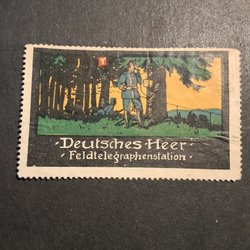 Deutsches Heer
· Feldtelegraphenstation ·